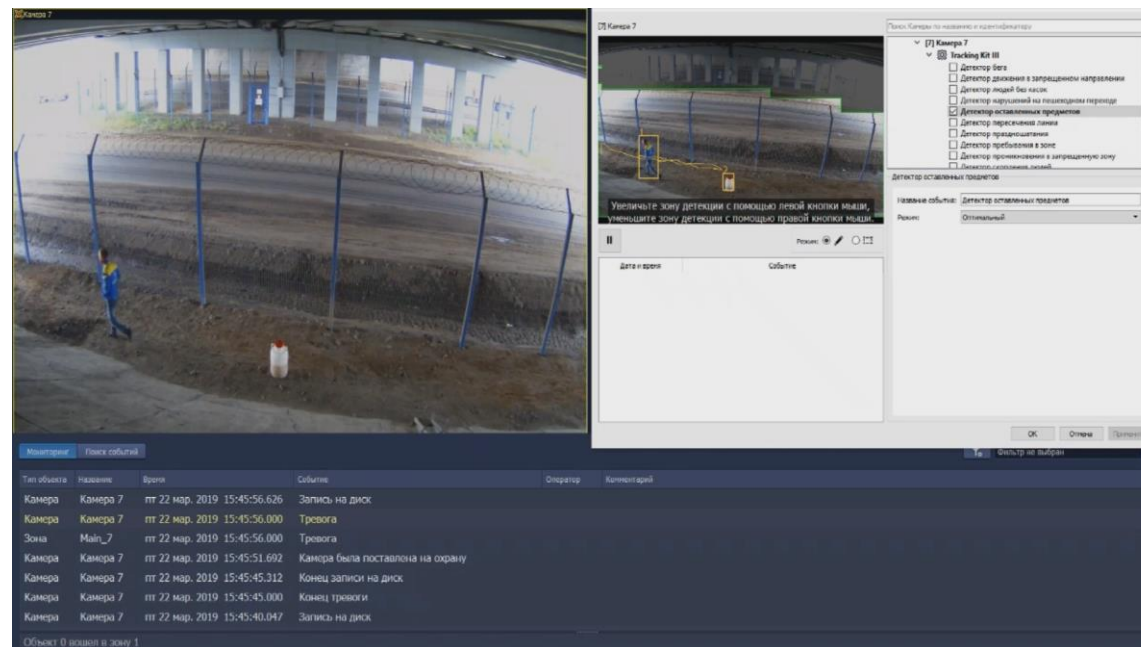 Камера 7
[7] Камера 7
Поиск Камеры по названию и идентификатору
[7] Камера 7
Tracking Kit III
Детектор бега
Детектор движения в запрещенном направлении
Детектор людей без касок
Детектор нарушений на пешеходном переходе
Детектор оставленных предметов
Детектор пересечения линии
Детектор праздношатания
Детектор пребывания в зоне
Детектор проникновения в запрещенную зону
Детектор скопления людей
Увеличьте зону детекции с помощью левой кнопки мыши,
уменьшите зону детекции с помощью правой кнопки мыши.
Режим:
Дата и время Событие
Детектор оставленных предметов
Название события: Детектор оставленных предметов
Режим: Оптимальный
OK Отмена
Мониторинг Поиск событий
Фильтр не выбран
Тип объекта Название Время Событие Оператор Комментарий
Камера Камера 7 пт 22 мар. 2019 15:45:56.626 Запись на диск
Камера Камера 7 пт 22 мар. 2019 15:45:56.000 Тревога
Зона Main_7 пт 22 мар. 2019 15:45:56.000 Тревога
Камера Камера 7 пт 22 мар. 2019 15:45:51.692 Камера была поставлена на охрану
Камера Камера 7 пт 22 мар. 2019 15:45:45.312 Конец записи на диск
Камера Камера 7 пт 22 мар. 2019 15:45:45.000 Конец тревоги
Камера Камера 7 пт 22 мар. 2019 15:45:40.047 Запись на диск
Объект 0 вошел в зону 1